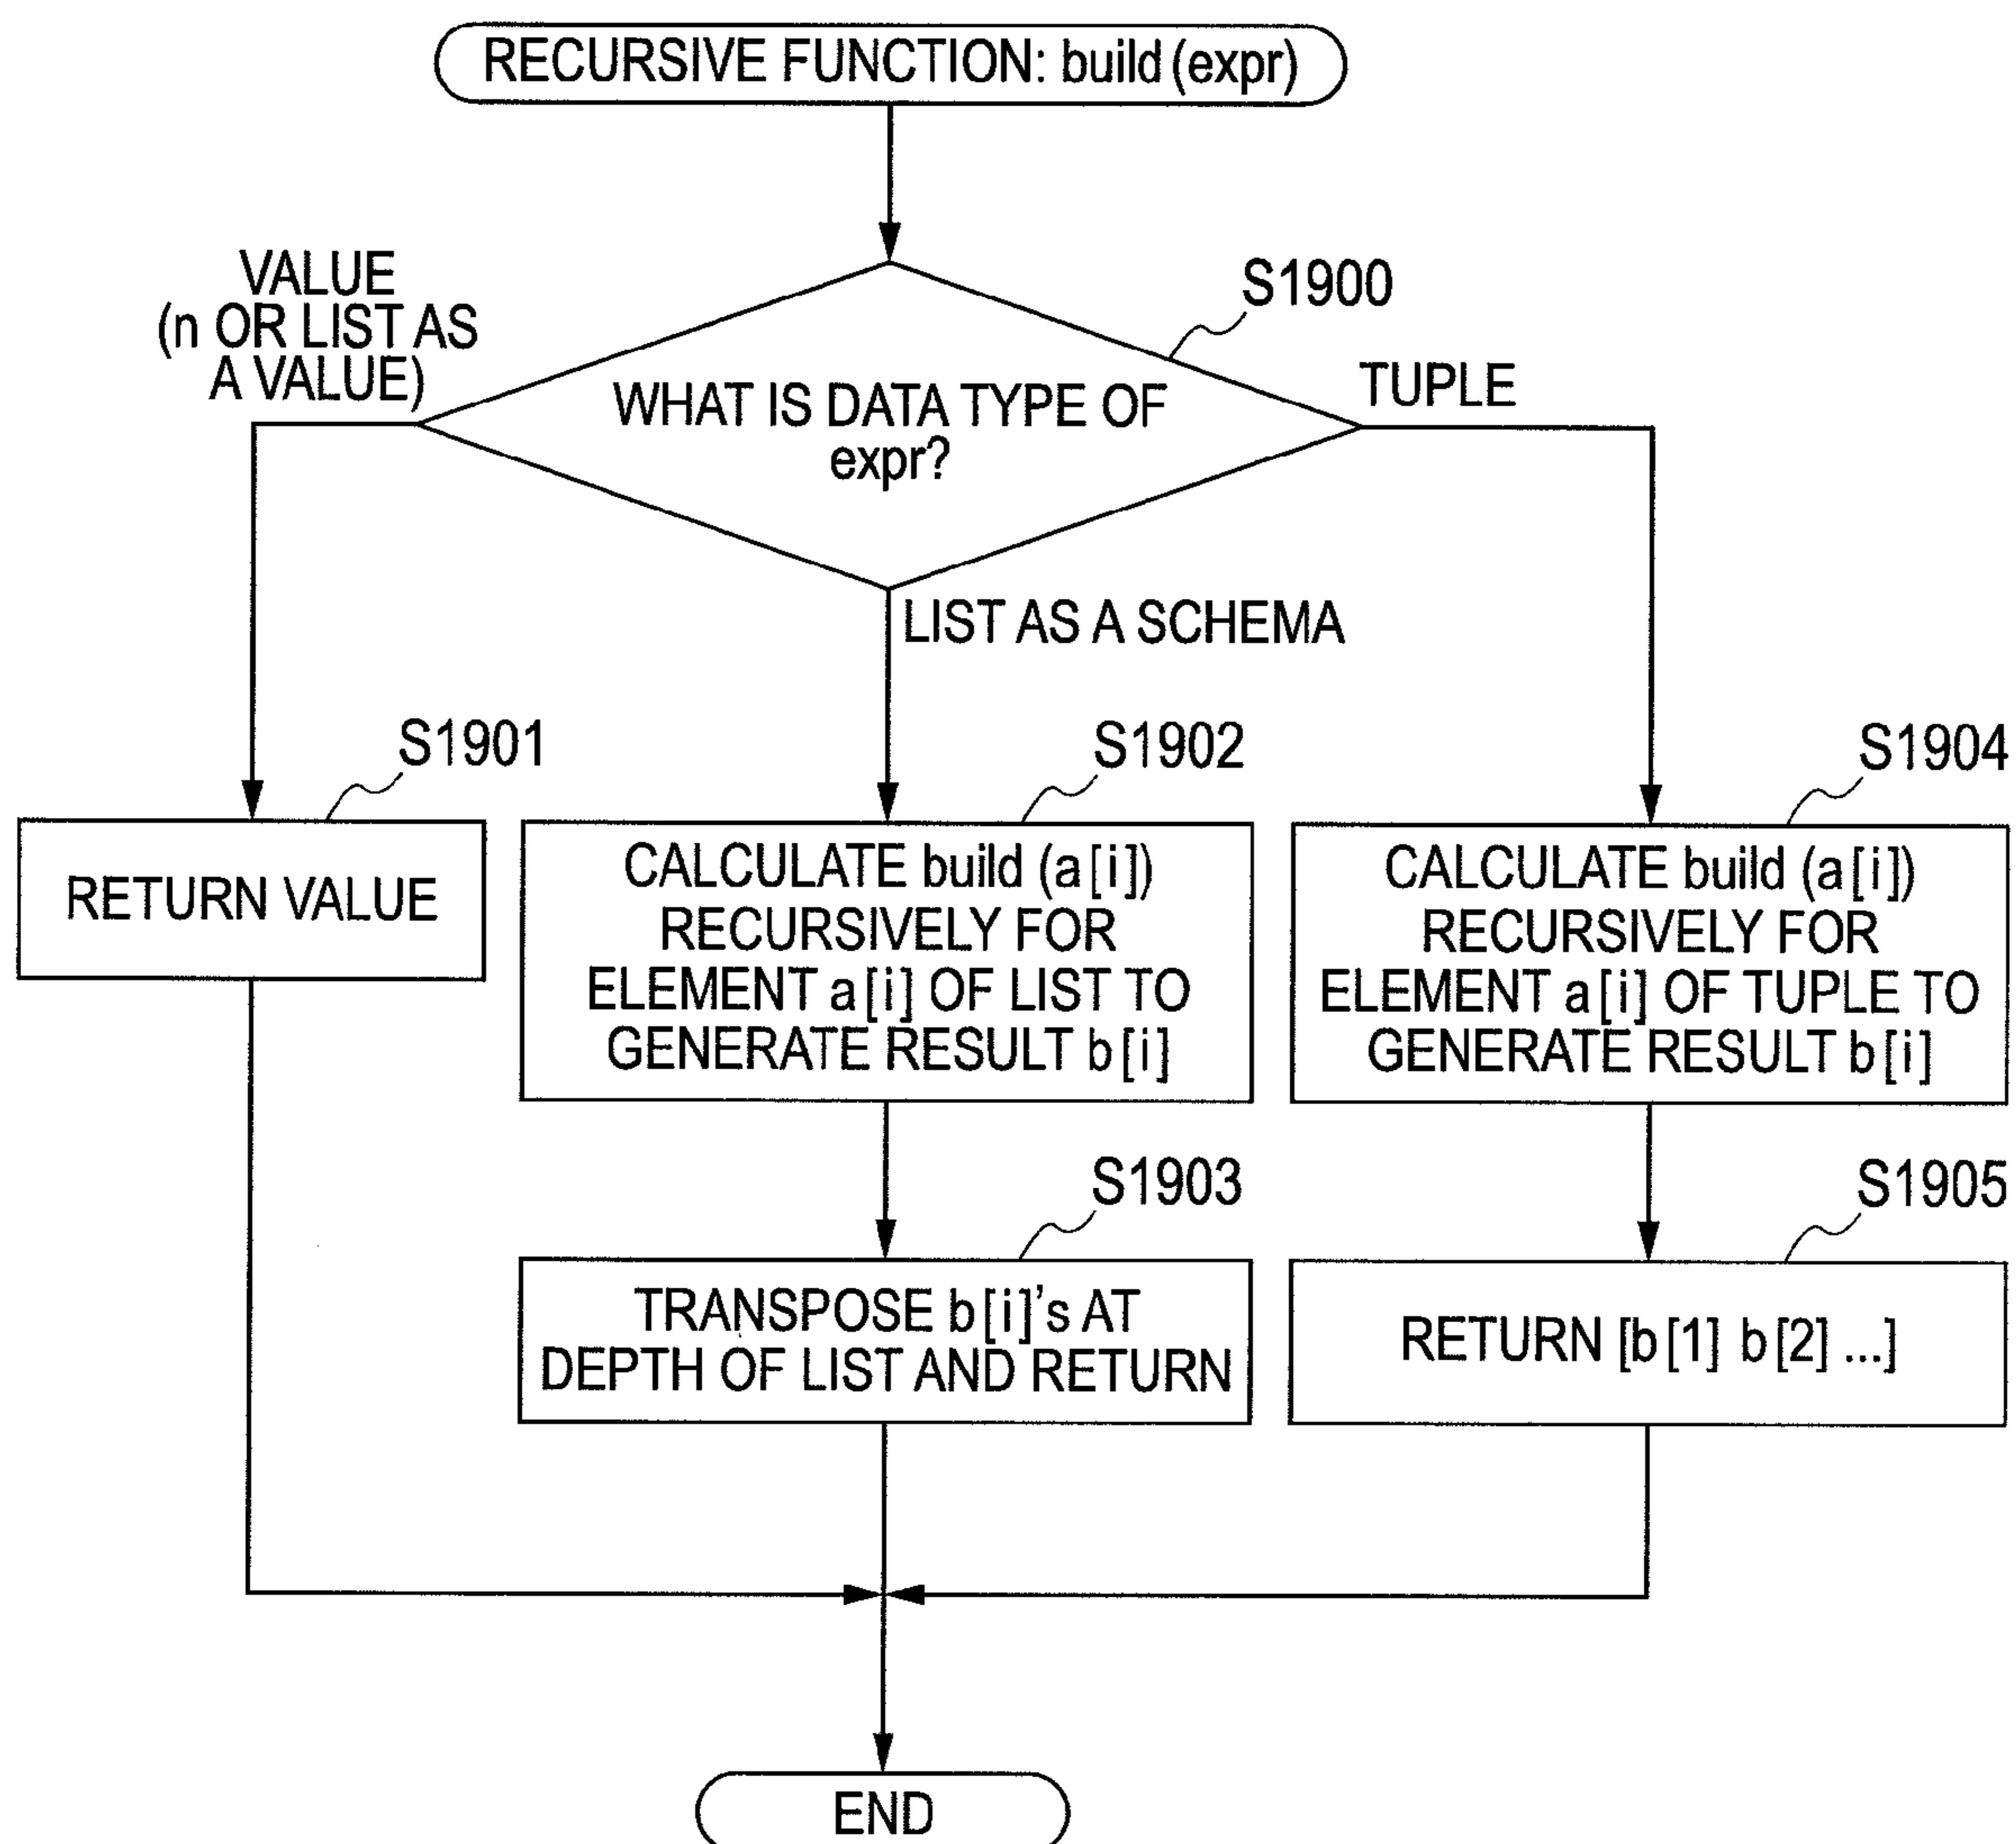 RECURSIVE FUNCTION: build (expr)
VALUE
(n OR LIST AS
A VALUE)
S1900
WHAT IS DATA TYPE OF
expr?
TUPLE
LIST AS A SCHEMA
S1901
RETURN VALUE
S1902
CALCULATE build (a[i])
RECURSIVELY FOR
ELEMENT a[i] OF LIST TO
GENERATE RESULT b[i]
S1904
CALCULATE build (a[i])
RECURSIVELY FOR
ELEMENT a[i] OF TUPLE TO
GENERATE RESULT b[i]
S1903
TRANSPOSE b[i]'s AT
DEPTH OF LIST AND RETURN
S1905
RETURN [b[1] b[2] ...]
END